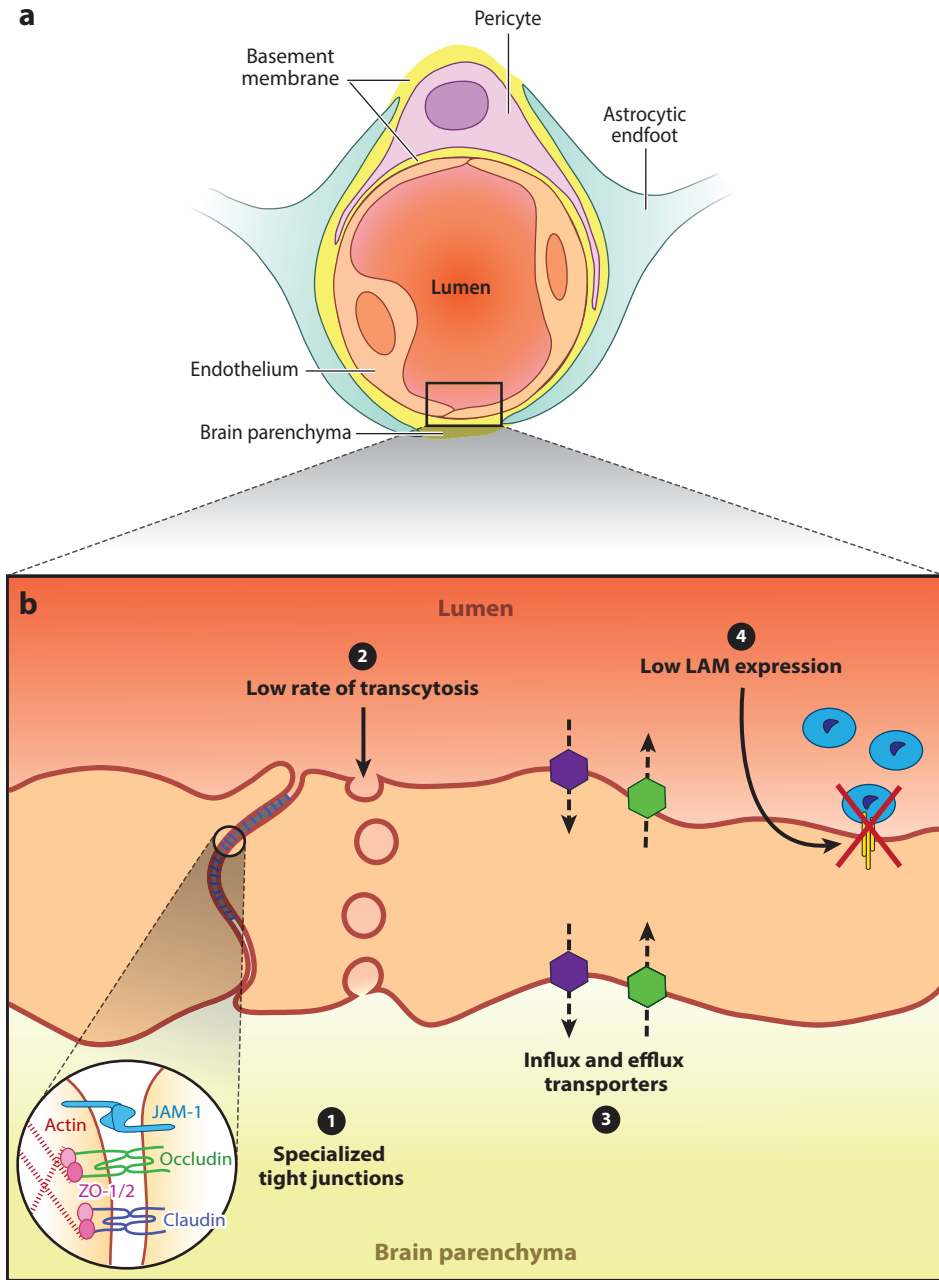 a
Pericyte
Basement
membrane
Astrocytic
endfoot
Lumen
Endothelium
Brain parenchyma
b
Lumen
2
Low rate of transcytosis
4
Low LAM expression
Influx and efflux
transporters
3
1
Specialized
tight junctions
JAM-1
Actin
Occludin
ZO-1/2
Claudin
Brain parenchyma